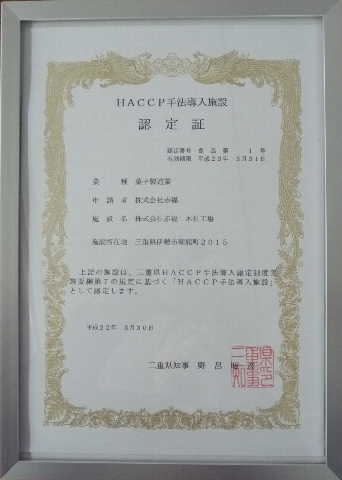 HACCP手法導入施設
認定証
認定番号 食品 第 1 号
有効期限 平成23年 3月31日
業 種 菓子製造業
申 請 者 株式会社赤福
施 設 名 株式会社赤福 本社工場
施設所在地 三重県伊勢市朝熊町2015
上記の施設は、三重県HACCP手法導入認定制度実
施要綱第7の規定に基づく「HACCP手法導入施設」
として認定します。
平成22年 3月30日
三重県知事 野呂昭彦